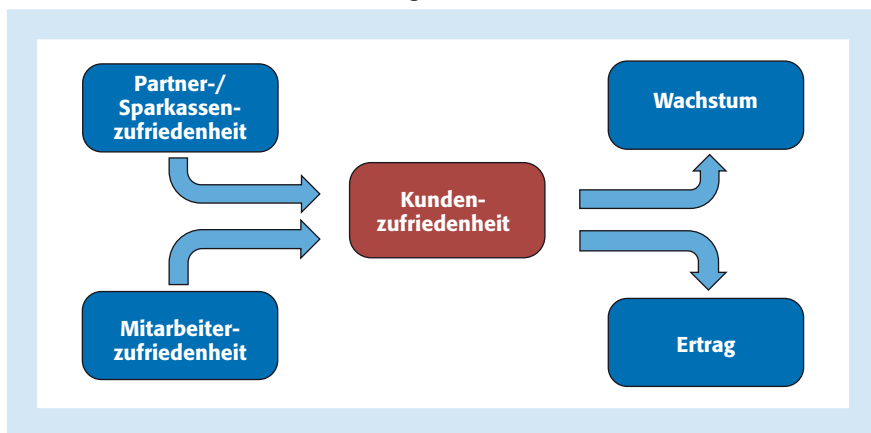 Partner-/
Sparkassen-
zufriedenheit
Wachstum
Kunden-
zufriedenheit
Mitarbeiter-
zufriedenheit
Ertrag